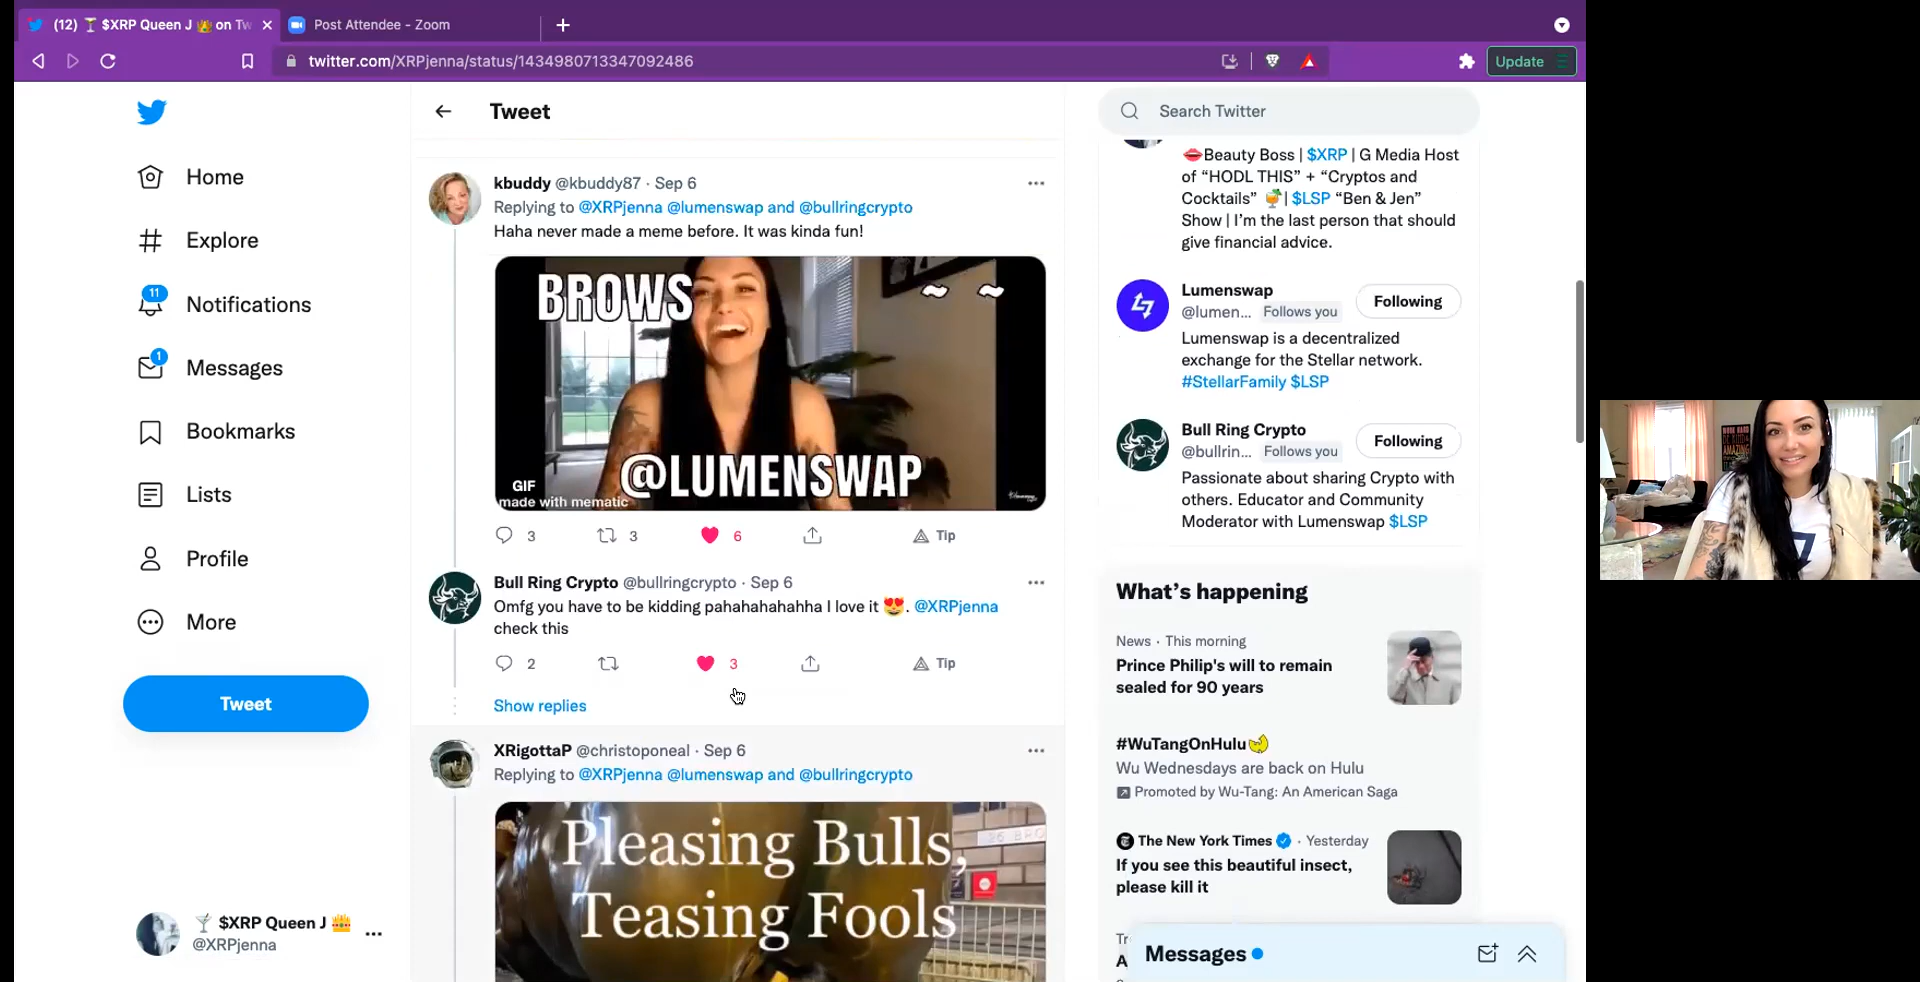 (12) 🍸 $XRP Queen J 👑 on Tw
Post Attendee - Zoom
twitter.com/XRPjenna/status/1434980713347092486
Update
Home
Explore
11
Notifications
1
Messages
Bookmarks
Lists
Profile
More
Tweet
🍸 $XRP Queen J 👑
@XRPjenna
Tweet
kbuddy @kbuddy87 · Sep 6
Replying to @XRPjenna @lumenswap and @bullringcrypto
Haha never made a meme before. It was kinda fun!
BROWS
@LUMENSWAP
GIF
made with mematic
3
3
6
Tip
Bull Ring Crypto @bullringcrypto · Sep 6
Omfg you have to be kidding pahahahahahha I love it 😍. @XRPjenna
check this
2
3
Tip
Show replies
XRigottaP @christoponeal · Sep 6
Replying to @XRPjenna @lumenswap and @bullringcrypto
Pleasing Bulls,
Teasing Fools
Search Twitter
👄Beauty Boss | $XRP | G Media Host
of “HODL THIS” + “Cryptos and
Cocktails” 🍹| $LSP “Ben & Jen”
Show | I’m the last person that should
give financial advice.
Lumenswap
@lumen... Follows you
Following
Lumenswap is a decentralized
exchange for the Stellar network.
#StellarFamily $LSP
Bull Ring Crypto
@bullrin... Follows you
Following
Passionate about sharing Crypto with
others. Educator and Community
Moderator with Lumenswap $LSP
What’s happening
News · This morning
Prince Philip's will to remain
sealed for 90 years
#WuTangOnHulu
Wu Wednesdays are back on Hulu
Promoted by Wu-Tang: An American Saga
The New York Times · Yesterday
If you see this beautiful insect,
please kill it
Messages
WORK HARD
AMAZING